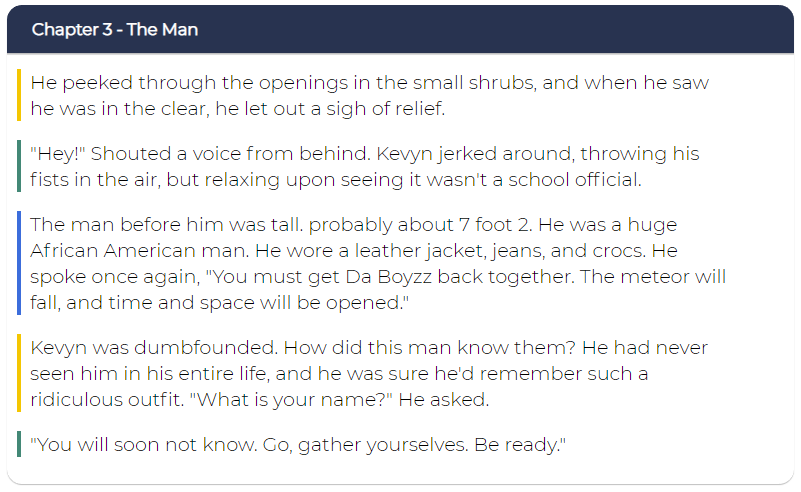 Chapter 3 - The Man
He peeked through the openings in the small shrubs, and when he saw
he was in the clear, he let out a sigh of relief.
"Hey!" Shouted a voice from behind. Kevyn jerked around, throwing his
fists in the air, but relaxing upon seeing it wasn't a school official.
The man before him was tall. probably about 7 foot 2. He was a huge
African American man. He wore a leather jacket, jeans, and crocs. He
spoke once again, "You must get Da Boyzz back together. The meteor will
fall, and time and space will be opened."
Kevyn was dumbfounded. How did this man know them? He had never
seen him in his entire life, and he was sure he'd remember such a
ridiculous outfit. "What is your name?" He asked.
"You will soon not know. Go, gather yourselves. Be ready."